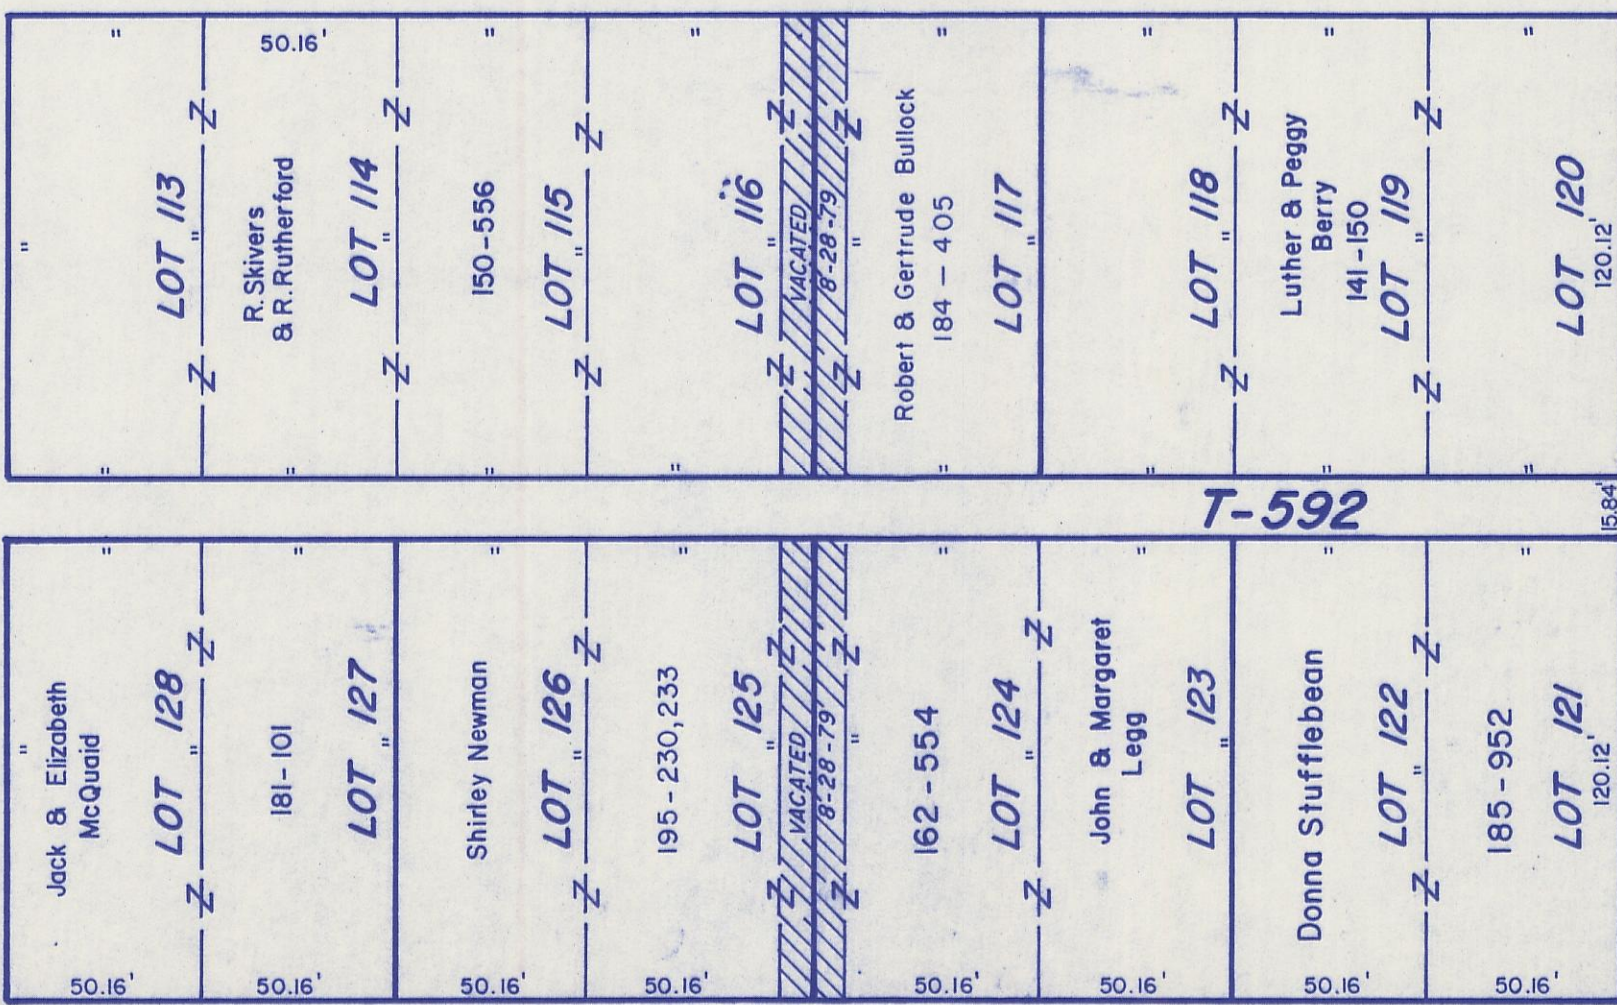 "
50.16'
"
"
"
"
"
"
LOT 113
"
R. Skivers
& R. Rutherford
LOT 114
"
150-556
LOT 115
"
LOT 116
"
VACATED
8-28-79
"
Robert & Gertrude Bullock
184-405
LOT 117
"
LOT 118
"
Luther & Peggy
Berry
141-150
LOT 119
"
LOT 120
120.12'
"
"
"
"
"
"
"
"
Z
Z
Z
Z
Z
Z
Z
Z
Z
Z
Z
Z
Z
Z
T-592
15.84'
"
"
"
"
"
"
"
"
"
Jack & Elizabeth
McQuaid
LOT 128
"
181-101
LOT 127
"
Shirley Newman
LOT 126
"
195-230,233
LOT 125
"
VACATED
8-28-79
"
162-554
LOT 124
"
John & Margaret
Legg
LOT 123
"
Donna Stufflebean
LOT 122
"
185-952
LOT 121
120.12'
Z
Z
Z
Z
Z
Z
Z
Z
Z
Z
Z
Z
50.16'
50.16'
50.16'
50.16'
50.16'
50.16'
50.16'
50.16'